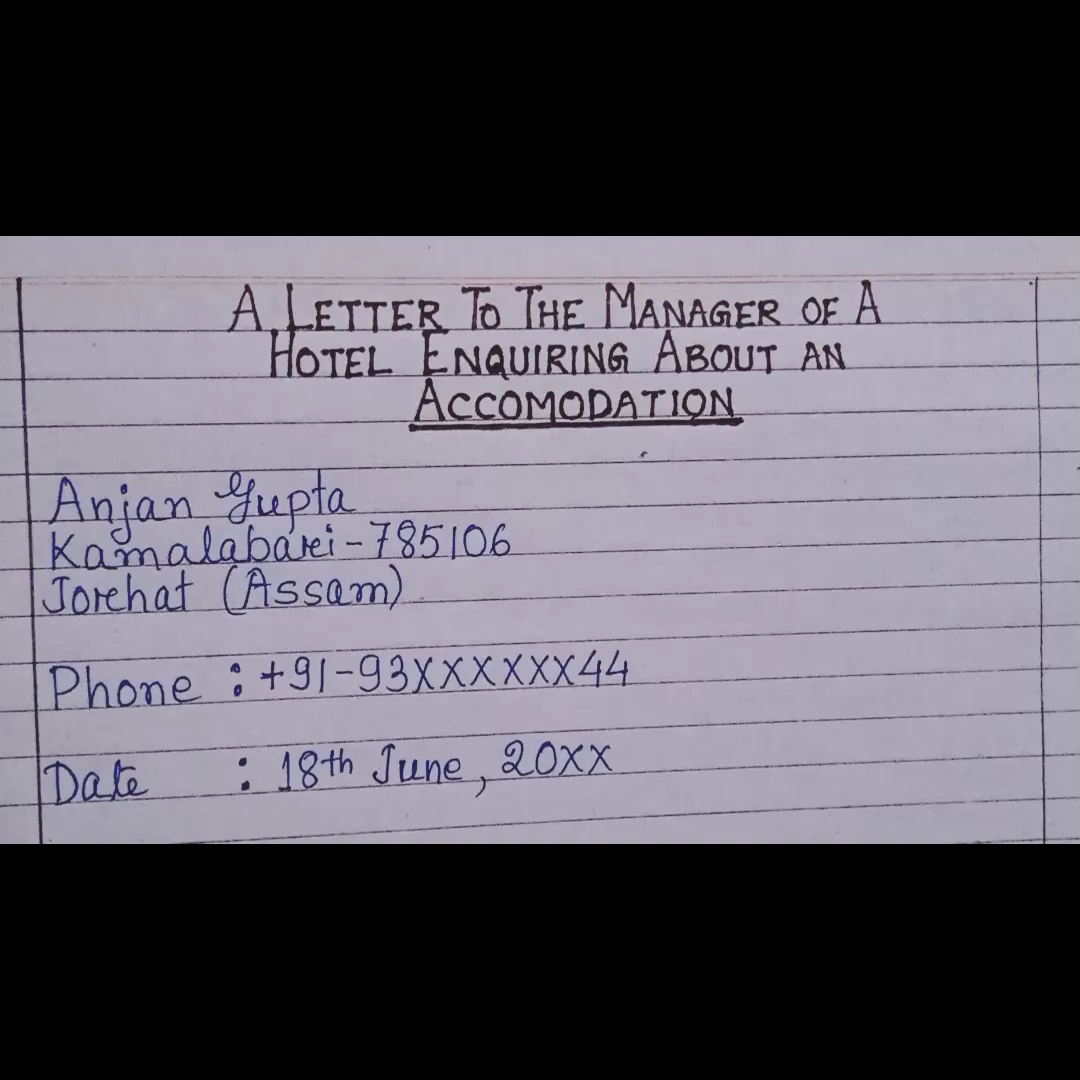 A LETTER TO THE MANAGER OF A
HOTEL ENQUIRING ABOUT AN
ACCOMODATION
Anjan Gupta
Kamalabari-785106
Jorhat (Assam)
Phone : +91-93XXXXXX44
Date : 18th June, 20XX